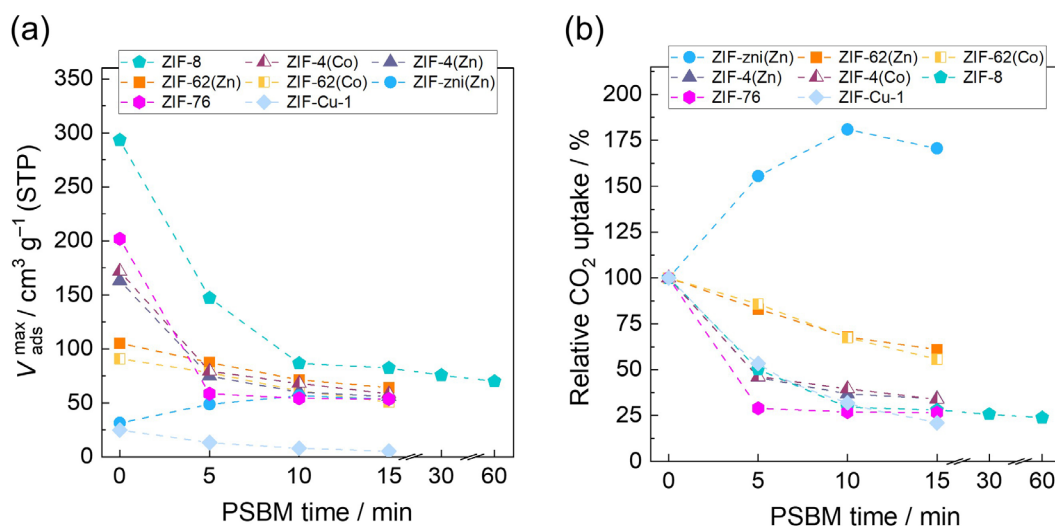 (a)
ZIF-8 ZIF-4(Co) ZIF-4(Zn)
ZIF-62(Zn) ZIF-62(Co) ZIF-zni(Zn)
ZIF-76 ZIF-Cu-1
350
300
250
200
150
100
50
0
V max ads / cm³ g⁻¹ (STP)
0 5 10 15 30 60
PSBM time / min
(b)
ZIF-zni(Zn) ZIF-62(Zn) ZIF-62(Co)
ZIF-4(Zn) ZIF-4(Co) ZIF-8
ZIF-76 ZIF-Cu-1
200
175
150
125
100
75
50
25
0
Relative CO₂ uptake / %
0 5 10 15 30 60
PSBM time / min